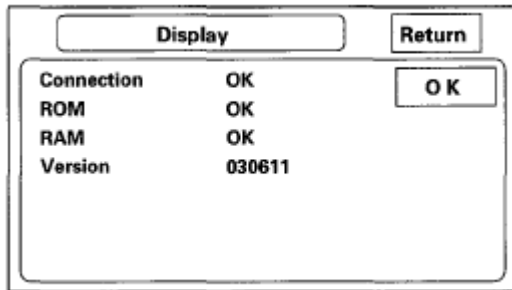 Display Return
Connection OK OK
ROM OK
RAM OK
Version 030611